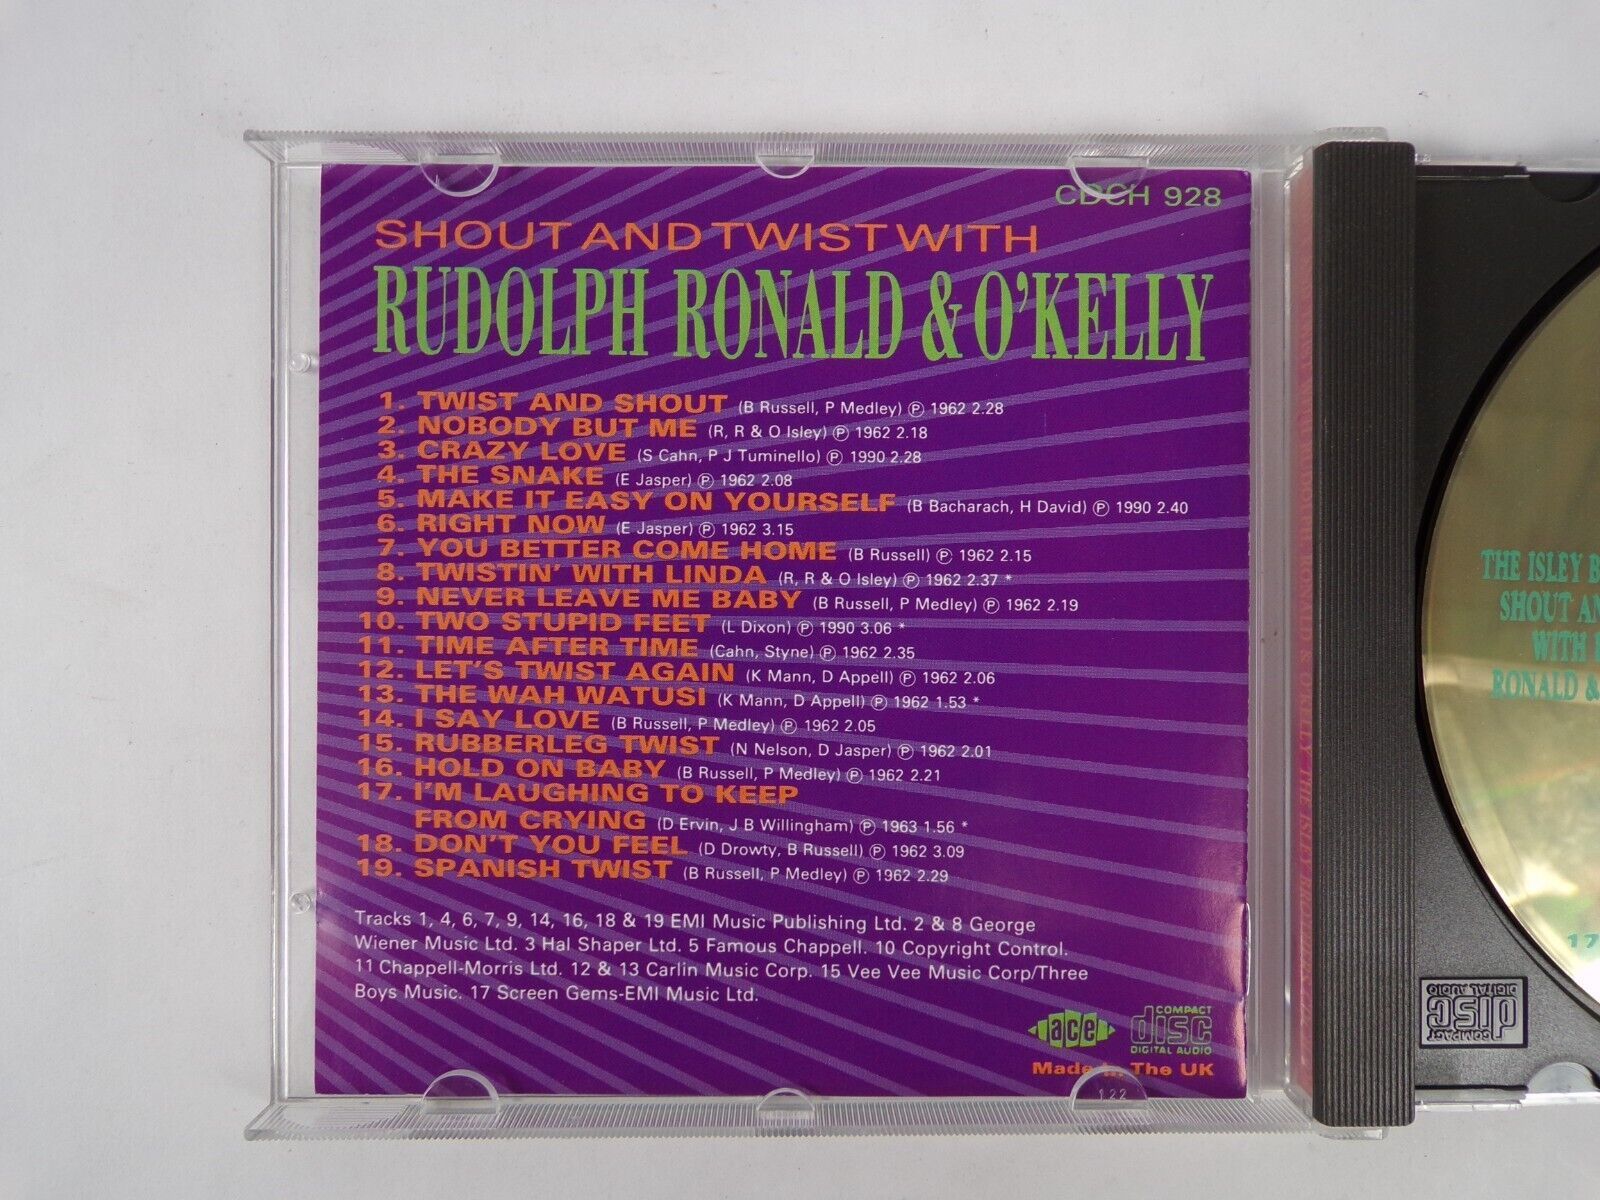 CDCH 928
SHOUT AND TWIST WITH
RUDOLPH RONALD & O'KELLY
1. TWIST AND SHOUT (B Russell, P Medley) ℗ 1962 2.28
2. NOBODY BUT ME (R, R & O Isley) ℗ 1962 2.18
3. CRAZY LOVE (S Cahn, P J Tuminello) ℗ 1990 2.28
4. THE SNAKE (E Jasper) ℗ 1962 2.08
5. MAKE IT EASY ON YOURSELF (B Bacharach, H David) ℗ 1990 2.40
6. RIGHT NOW (E Jasper) ℗ 1962 3.15
7. YOU BETTER COME HOME (B Russell) ℗ 1962 2.15
8. TWISTIN' WITH LINDA (R, R & O Isley) ℗ 1962 2.37 *
9. NEVER LEAVE ME BABY (B Russell, P Medley) ℗ 1962 2.19
10. TWO STUPID FEET (L Dixon) ℗ 1990 3.06 *
11. TIME AFTER TIME (Cahn, Styne) ℗ 1962 2.35
12. LET'S TWIST AGAIN (K Mann, D Appell) ℗ 1962 2.06
13. THE WAH WATUSI (K Mann, D Appell) ℗ 1962 1.53 *
14. I SAY LOVE (B Russell, P Medley) ℗ 1962 2.05
15. RUBBERLEG TWIST (N Nelson, D Jasper) ℗ 1962 2.01
16. HOLD ON BABY (B Russell, P Medley) ℗ 1962 2.21
17. I'M LAUGHING TO KEEP
FROM CRYING (D Ervin, J B Willingham) ℗ 1963 1.56 *
18. DON'T YOU FEEL (D Drowty, B Russell) ℗ 1962 3.09
19. SPANISH TWIST (B Russell, P Medley) ℗ 1962 2.29
Tracks 1, 4, 6, 7, 9, 14, 16, 18 & 19 EMI Music Publishing Ltd. 2 & 8 George
Wiener Music Ltd. 3 Hal Shaper Ltd. 5 Famous Chappell. 10 Copyright Control.
11 Chappell-Morris Ltd. 12 & 13 Carlin Music Corp. 15 Vee Vee Music Corp/Three
Boys Music. 17 Screen Gems-EMI Music Ltd.
ace
COMPACT
disc
DIGITAL AUDIO
Made In The UK
122
THE ISLEY B
SHOUT AN
WITH
RONALD &
17
COMPACT
disc
DIGITAL AUDIO